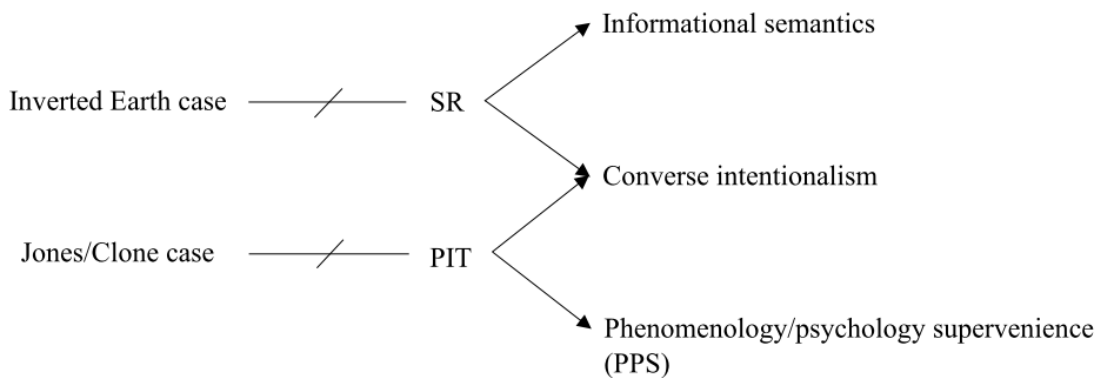 Informational semantics
Inverted Earth case
SR
Converse intentionalism
Jones/Clone case
PIT
Phenomenology/psychology supervenience
(PPS)